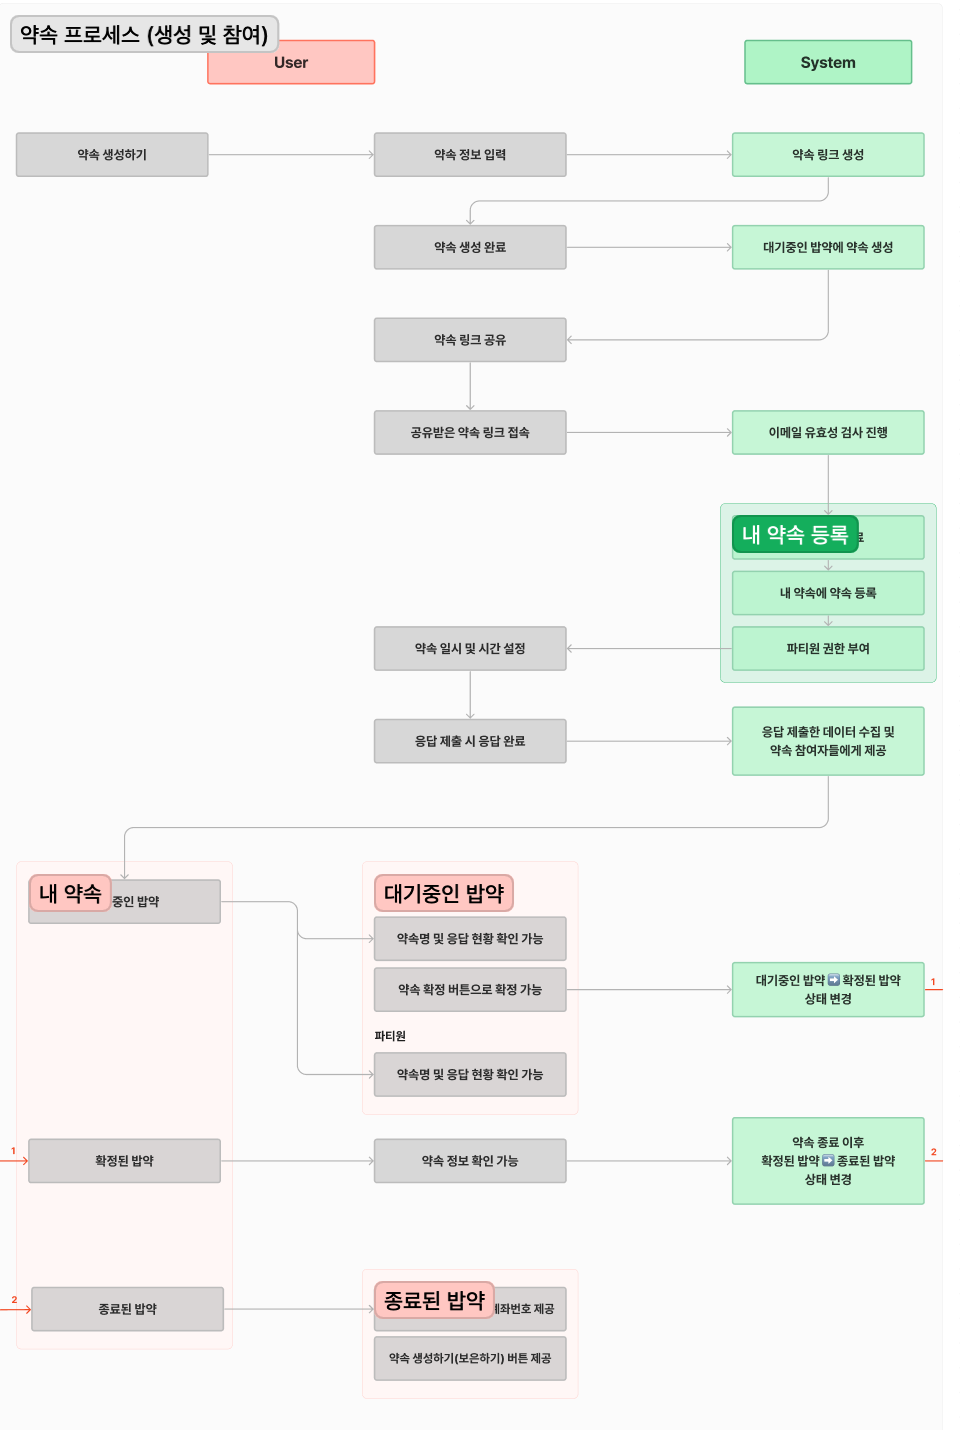 약속 프로세스 (생성 및 참여)
User
System
약속 생성하기
약속 정보 입력
약속 링크 생성
약속 생성 완료
대기중인 밥약에 약속 생성
약속 링크 공유
공유받은 약속 링크 접속
이메일 유효성 검사 진행
내 약속 등록
내 약속에 약속 등록
약속 일시 및 시간 설정
파티원 권한 부여
응답 제출 시 응답 완료
응답 제출한 데이터 수집 및
약속 참여자들에게 제공
내 약속
중인 밥약
대기중인 밥약
약속명 및 응답 현황 확인 가능
약속 확정 버튼으로 확정 가능
대기중인 밥약 ➡️ 확정된 밥약
상태 변경
1
파티원
약속명 및 응답 현황 확인 가능
1
확정된 밥약
약속 정보 확인 가능
약속 종료 이후
확정된 밥약 ➡️ 종료된 밥약
상태 변경
2
2
종료된 밥약
종료된 밥약
계좌번호 제공
약속 생성하기(보은하기) 버튼 제공